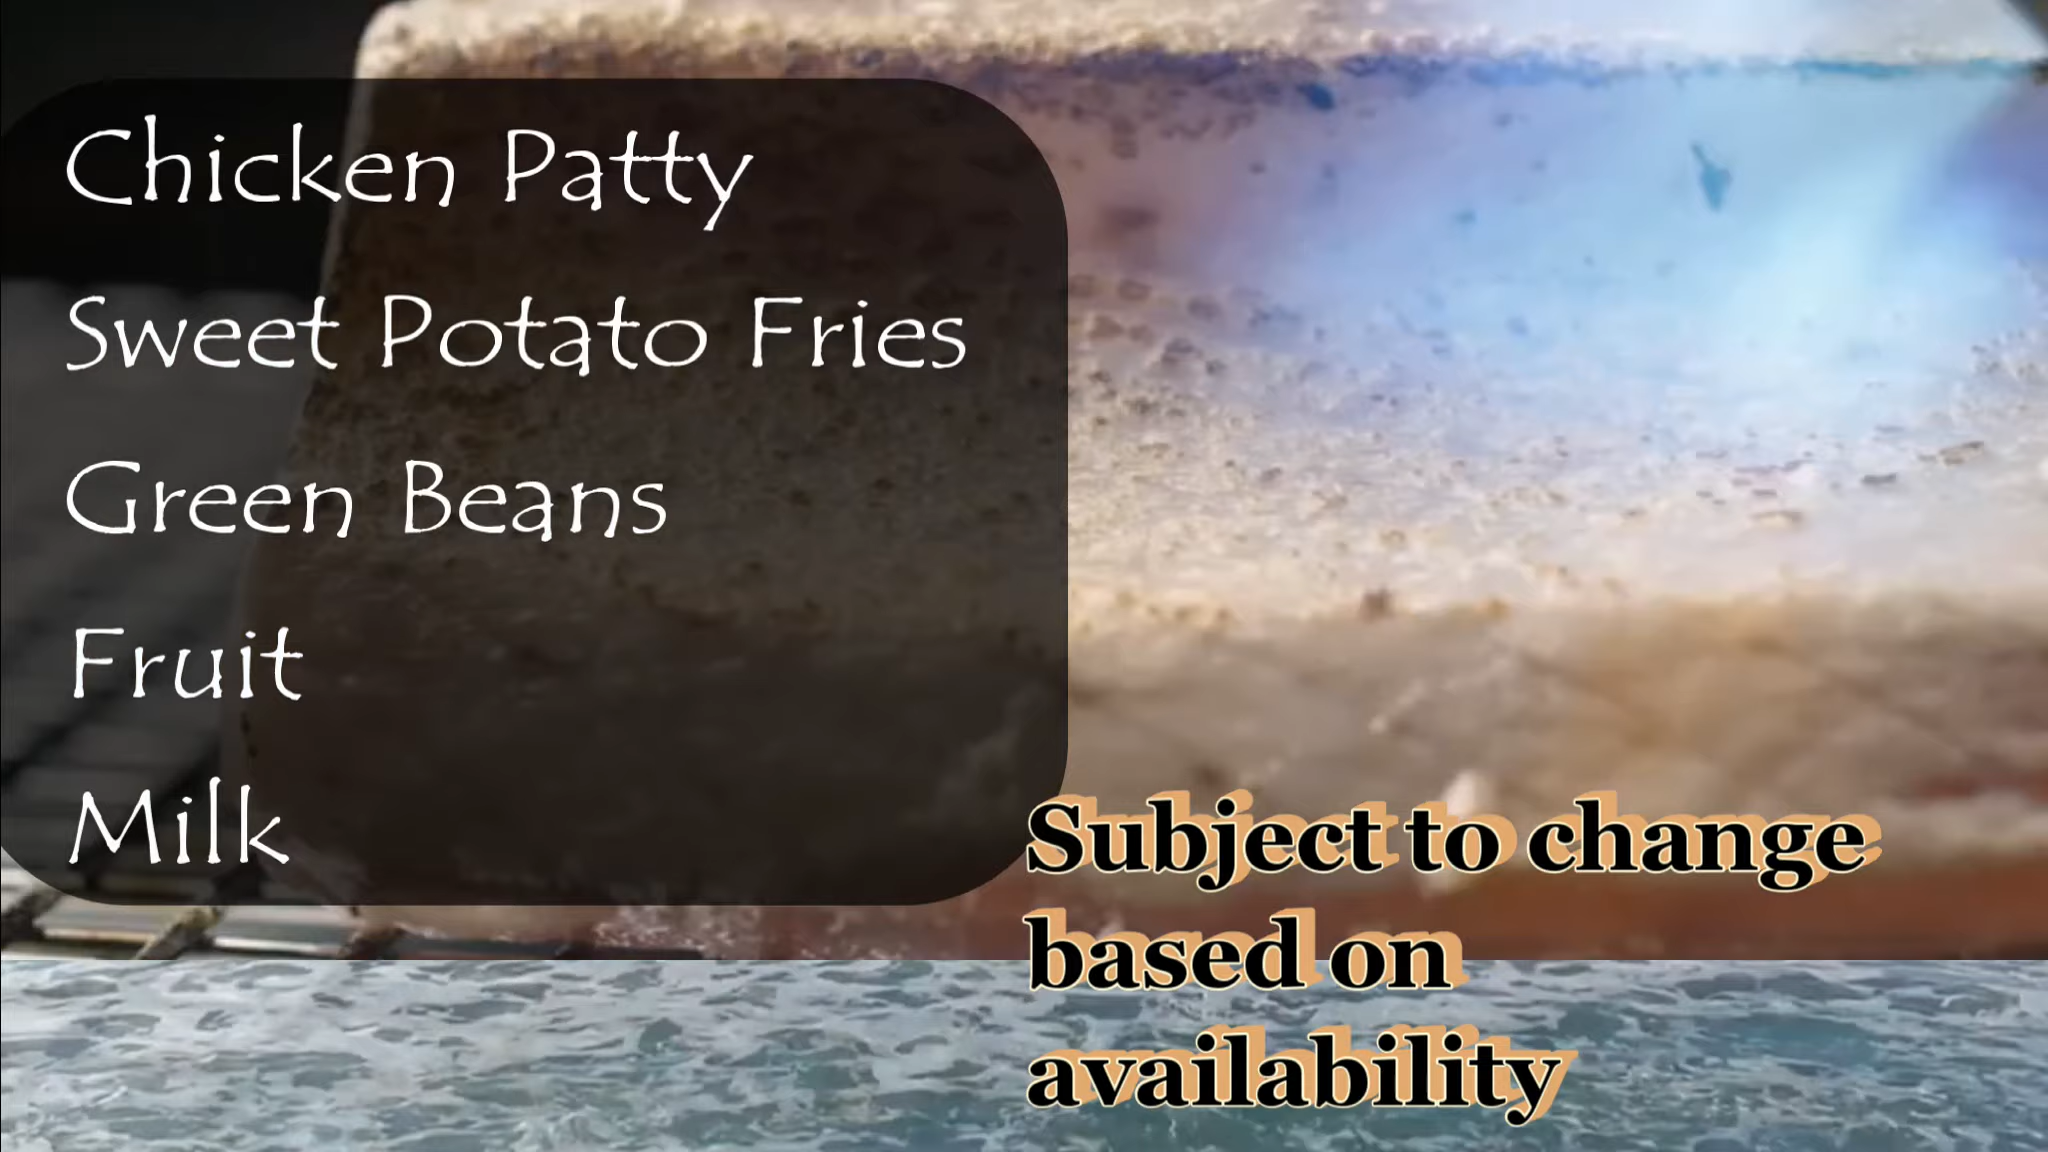 Chicken Patty
Sweet Potato Fries
Green Beans
Fruit
Milk
Subject to change
based on
availability